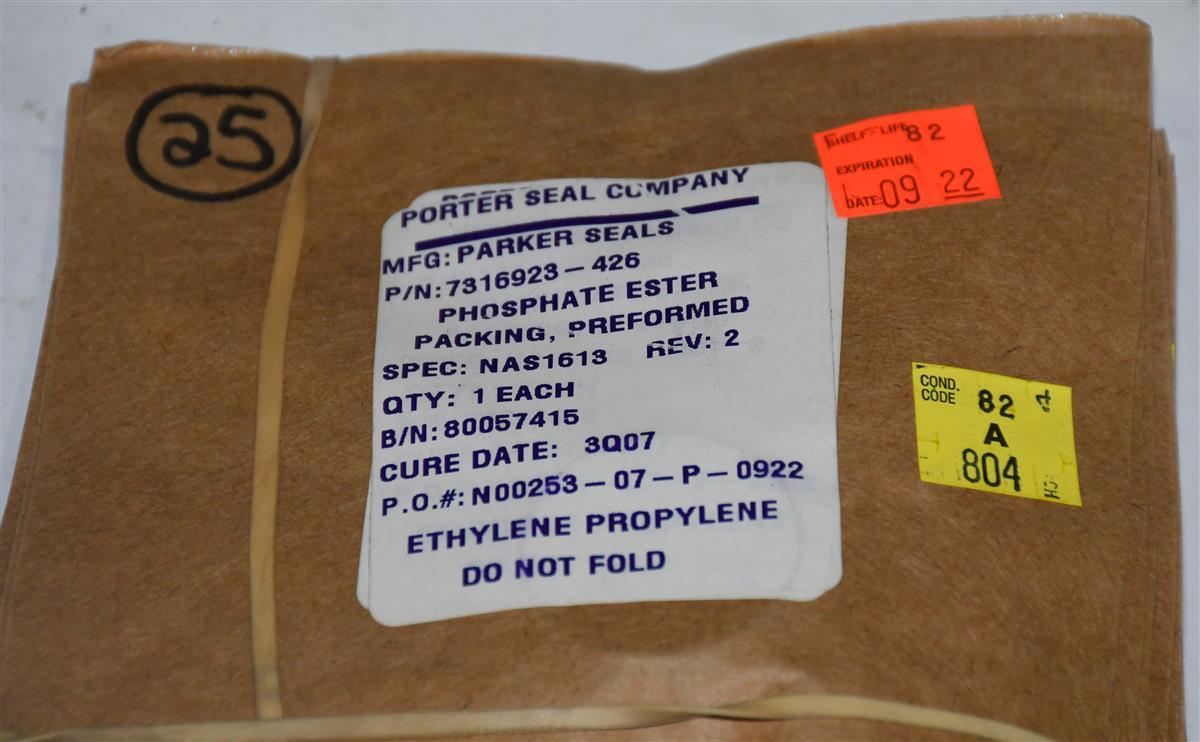 25
SHELF LIFE 82
EXPIRATION
DATE: 09 22
PORTER SEAL COMPANY
MFG: PARKER SEALS
P/N: 7316923-426
PHOSPHATE ESTER
PACKING, PREFORMED
SPEC: NAS1613 REV: 2
QTY: 1 EACH
B/N: 80057415
CURE DATE: 3Q07
P.O.#: N00253-07-P-0922
ETHYLENE PROPYLENE
DO NOT FOLD
COND.
CODE 82
A
804